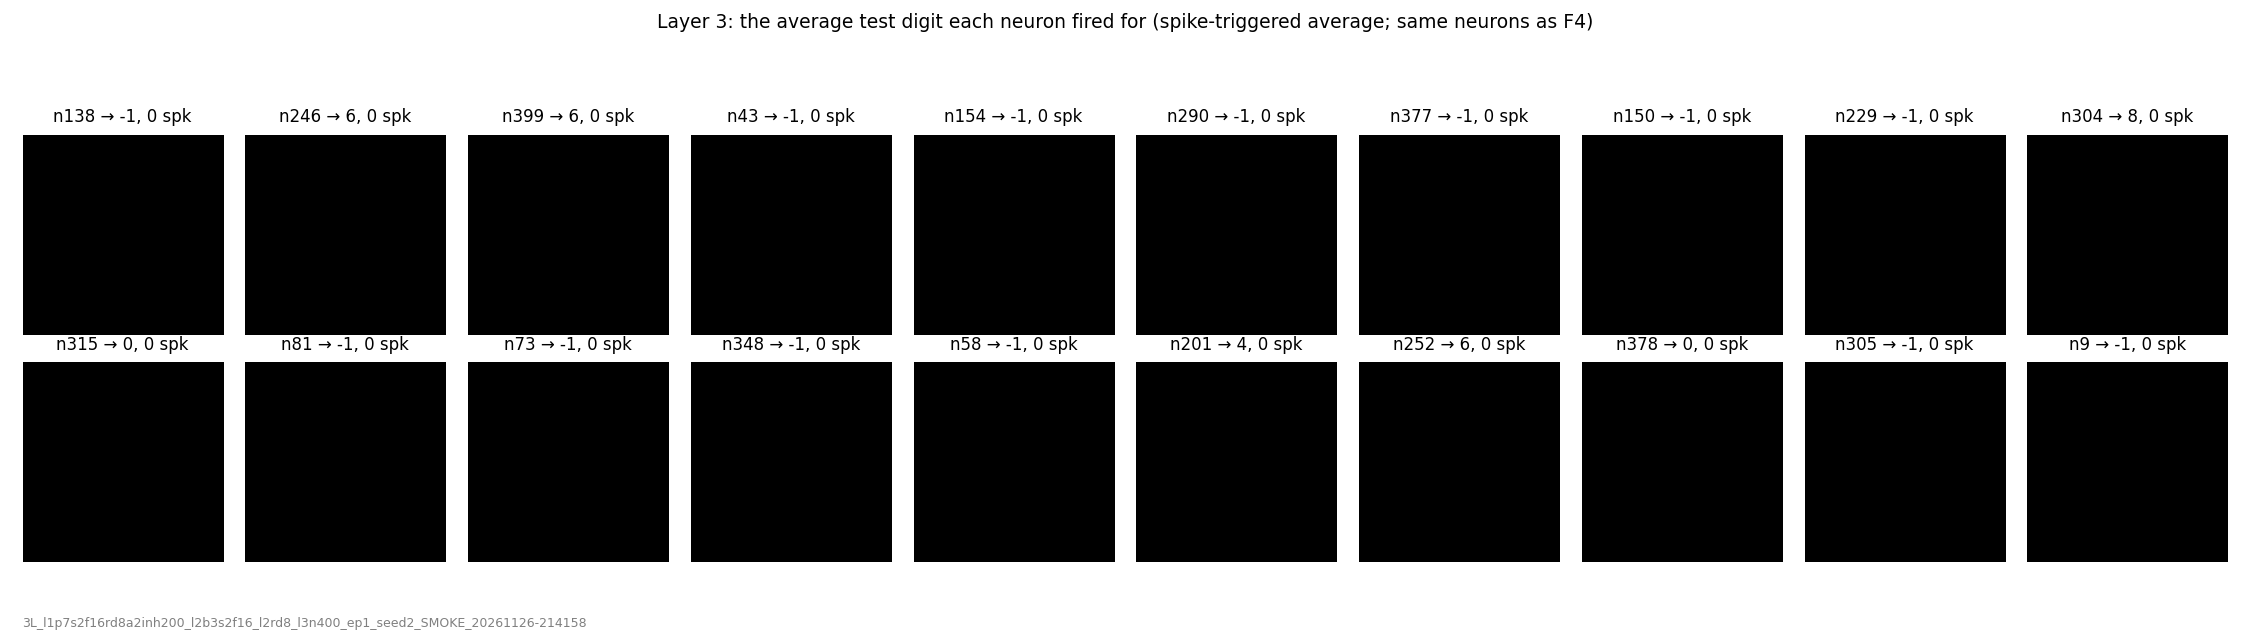 Layer 3: the average test digit each neuron fired for (spike-triggered average; same neurons as F4)
n138 → -1, 0 spk
n246 → 6, 0 spk
n399 → 6, 0 spk
n43 → -1, 0 spk
n154 → -1, 0 spk
n290 → -1, 0 spk
n377 → -1, 0 spk
n150 → -1, 0 spk
n229 → -1, 0 spk
n304 → 8, 0 spk
n315 → 0, 0 spk
n81 → -1, 0 spk
n73 → -1, 0 spk
n348 → -1, 0 spk
n58 → -1, 0 spk
n201 → 4, 0 spk
n252 → 6, 0 spk
n378 → 0, 0 spk
n305 → -1, 0 spk
n9 → -1, 0 spk
3L_l1p7s2f16rd8a2inh200_l2b3s2f16_l2rd8_l3n400_ep1_seed2_SMOKE_20261126-214158